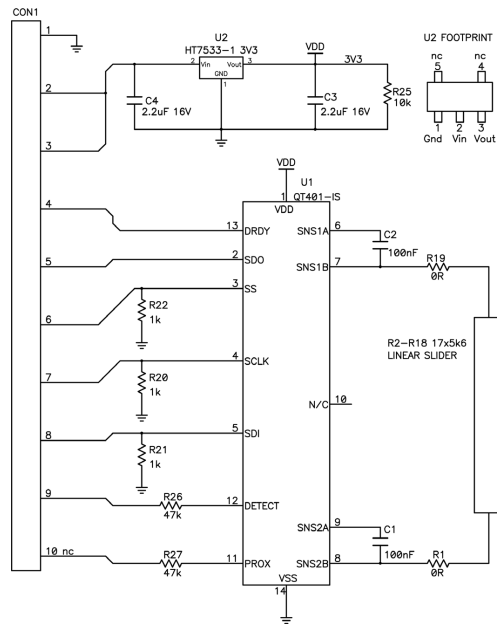 CON1
1
2
3
4
5
6
7
8
9
10 nc
U2
HT7533-1 3V3
2
Vin
Vout
3
GND
1
VDD
3V3
C4
2.2uF 16V
C3
2.2uF 16V
R25
10k
U2 FOOTPRINT
nc
5
nc
4
1
Gnd
2
Vin
3
Vout
VDD
U1
QT401-IS
1
VDD
13
DRDY
2
SDO
3
SS
4
SCLK
5
SDI
12
DETECT
11
PROX
VSS
14
SNS1A
6
SNS1B
7
N/C
10
SNS2A
9
SNS2B
8
R22
1k
R20
1k
R21
1k
R26
47k
R27
47k
C2
100nF
R19
0R
R2-R18 17x5k6
LINEAR SLIDER
C1
100nF
R1
0R